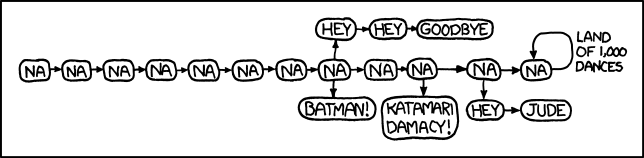 HEY HEY GOODBYE
LAND
OF 1,000
DANCES
NA NA NA NA NA NA NA NA NA NA NA NA
BATMAN!
KATAMARI
DAMACY!
HEY JUDE